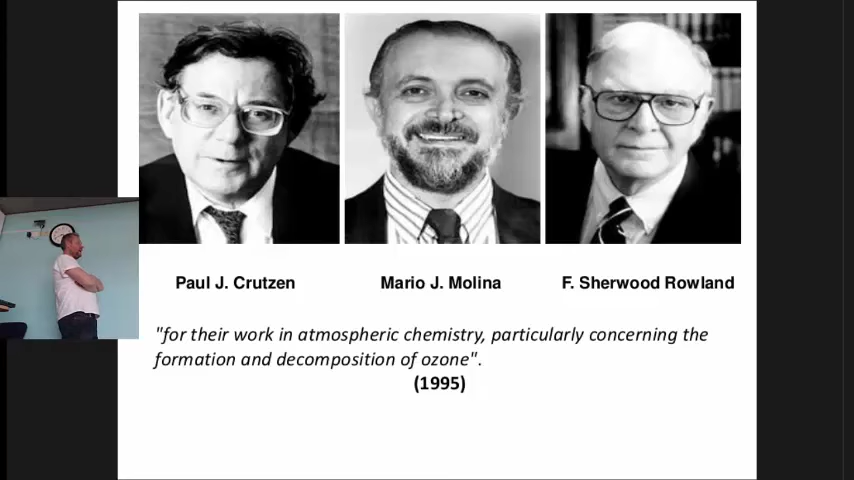 Paul J. Crutzen
Mario J. Molina
F. Sherwood Rowland
"for their work in atmospheric chemistry, particularly concerning the
formation and decomposition of ozone".
(1995)